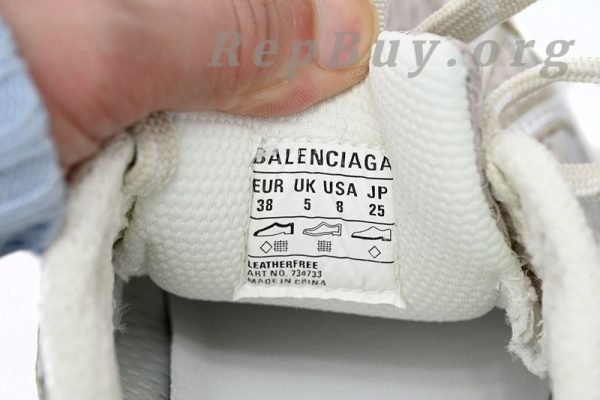 RepBuy.org
BALENCIAGA
EUR UK USA JP
38 5 8 25
LEATHERFREE
ART NO. 734733
MADE IN CHINA